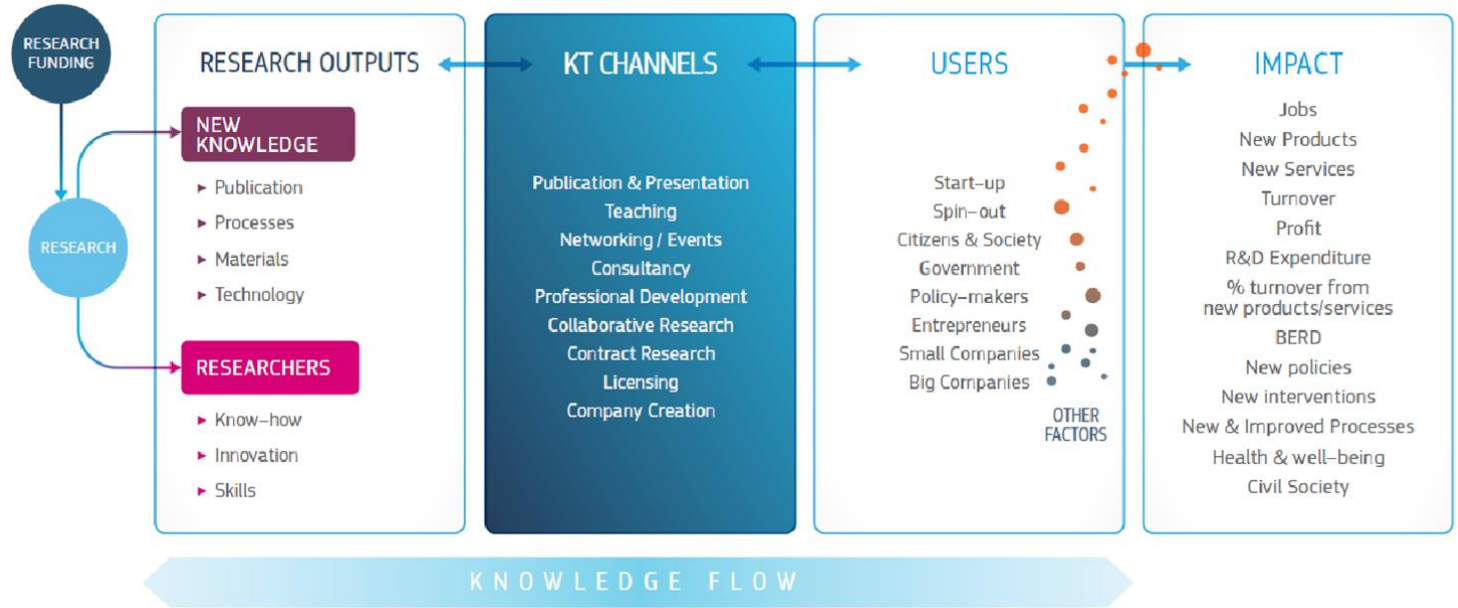 RESEARCH
FUNDING
RESEARCH
RESEARCH OUTPUTS
NEW
KNOWLEDGE
Publication
Processes
Materials
Technology
RESEARCHERS
Know-how
Innovation
Skills
KT CHANNELS
Publication & Presentation
Teaching
Networking / Events
Consultancy
Professional Development
Collaborative Research
Contract Research
Licensing
Company Creation
USERS
Start-up
Spin-out
Citizens & Society
Government
Policy-makers
Entrepreneurs
Small Companies
Big Companies
OTHER
FACTORS
IMPACT
Jobs
New Products
New Services
Turnover
Profit
R&D Expenditure
% turnover from
new products/services
BERD
New policies
New interventions
New & Improved Processes
Health & well-being
Civil Society
KNOWLEDGE FLOW